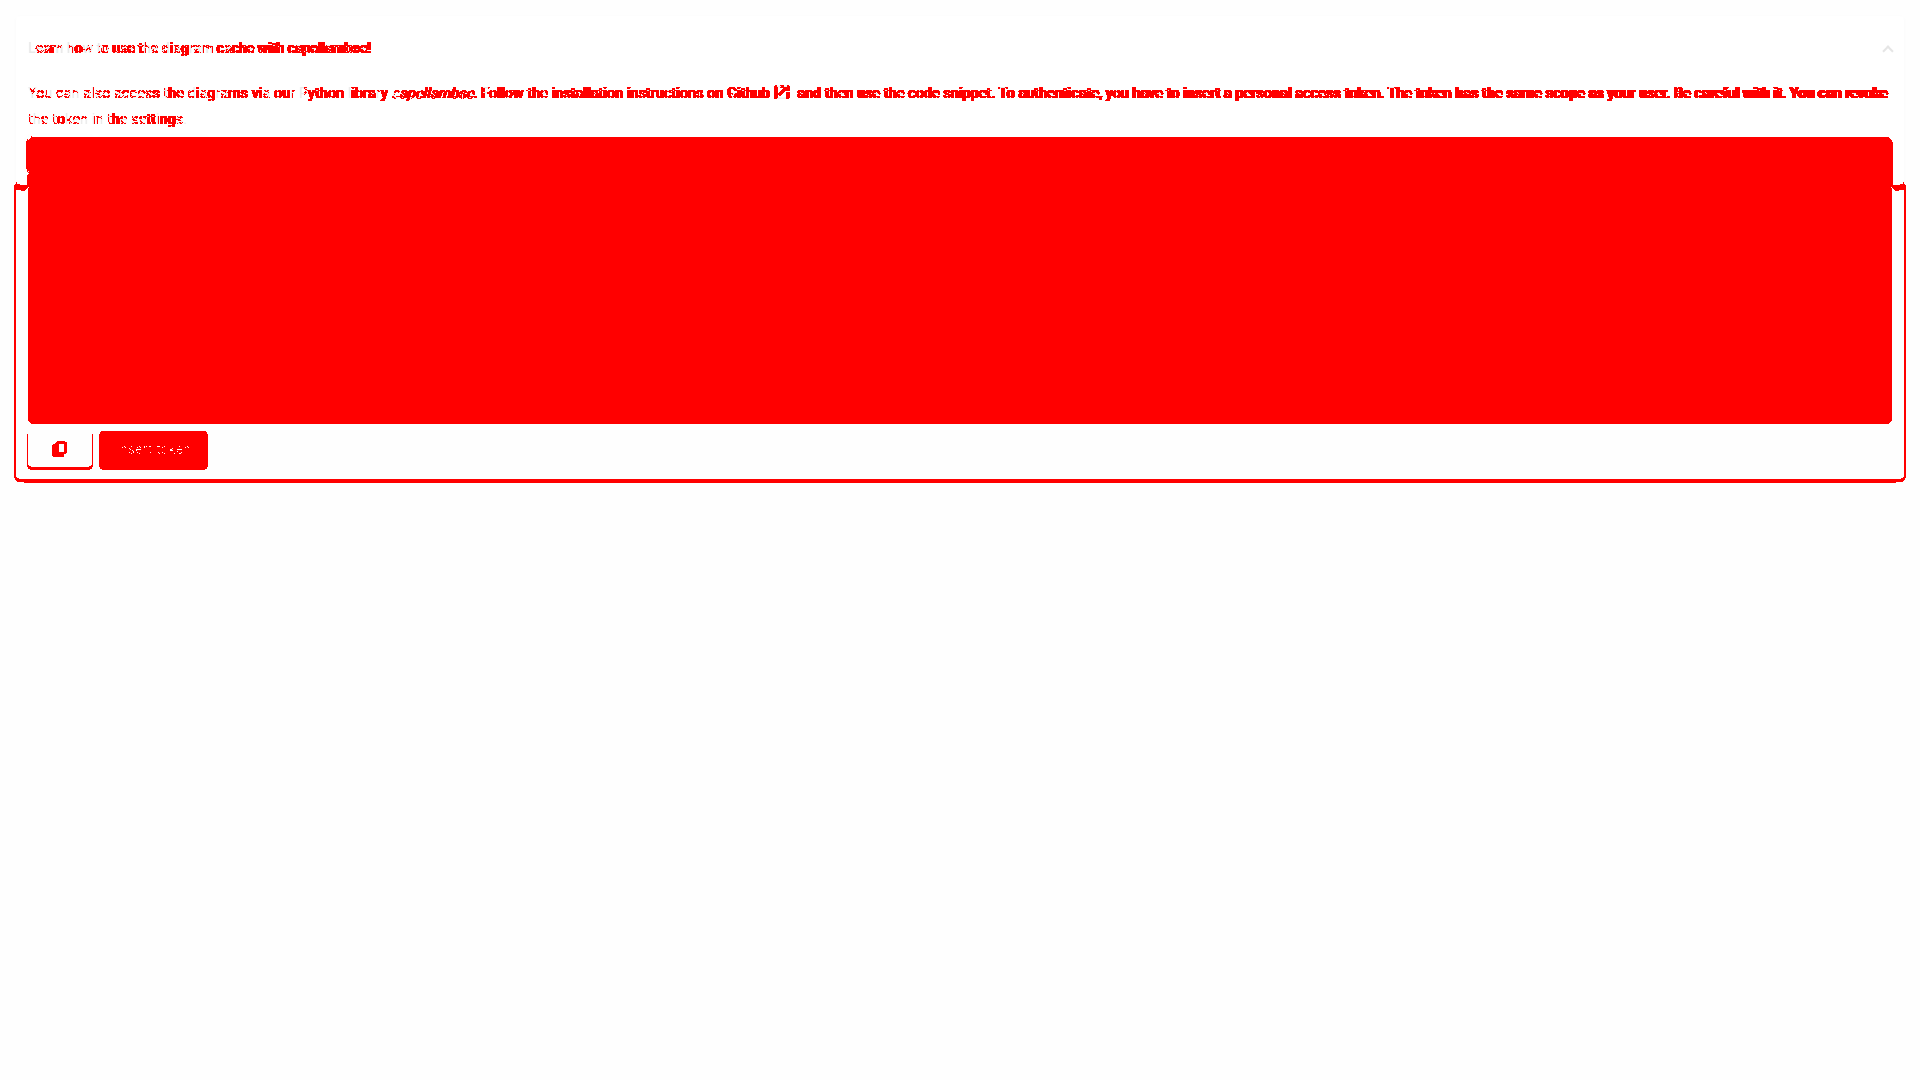 Learn how to use the diagram cache with capellambse!
You can also access the diagrams via our Python library capellambse. Follow the installation instructions on Github and then use the code snippet. To authenticate, you have to insert a personal access token. The token has the same scope as your user. Be careful with it. You can revoke
the token in the settings
Insert token